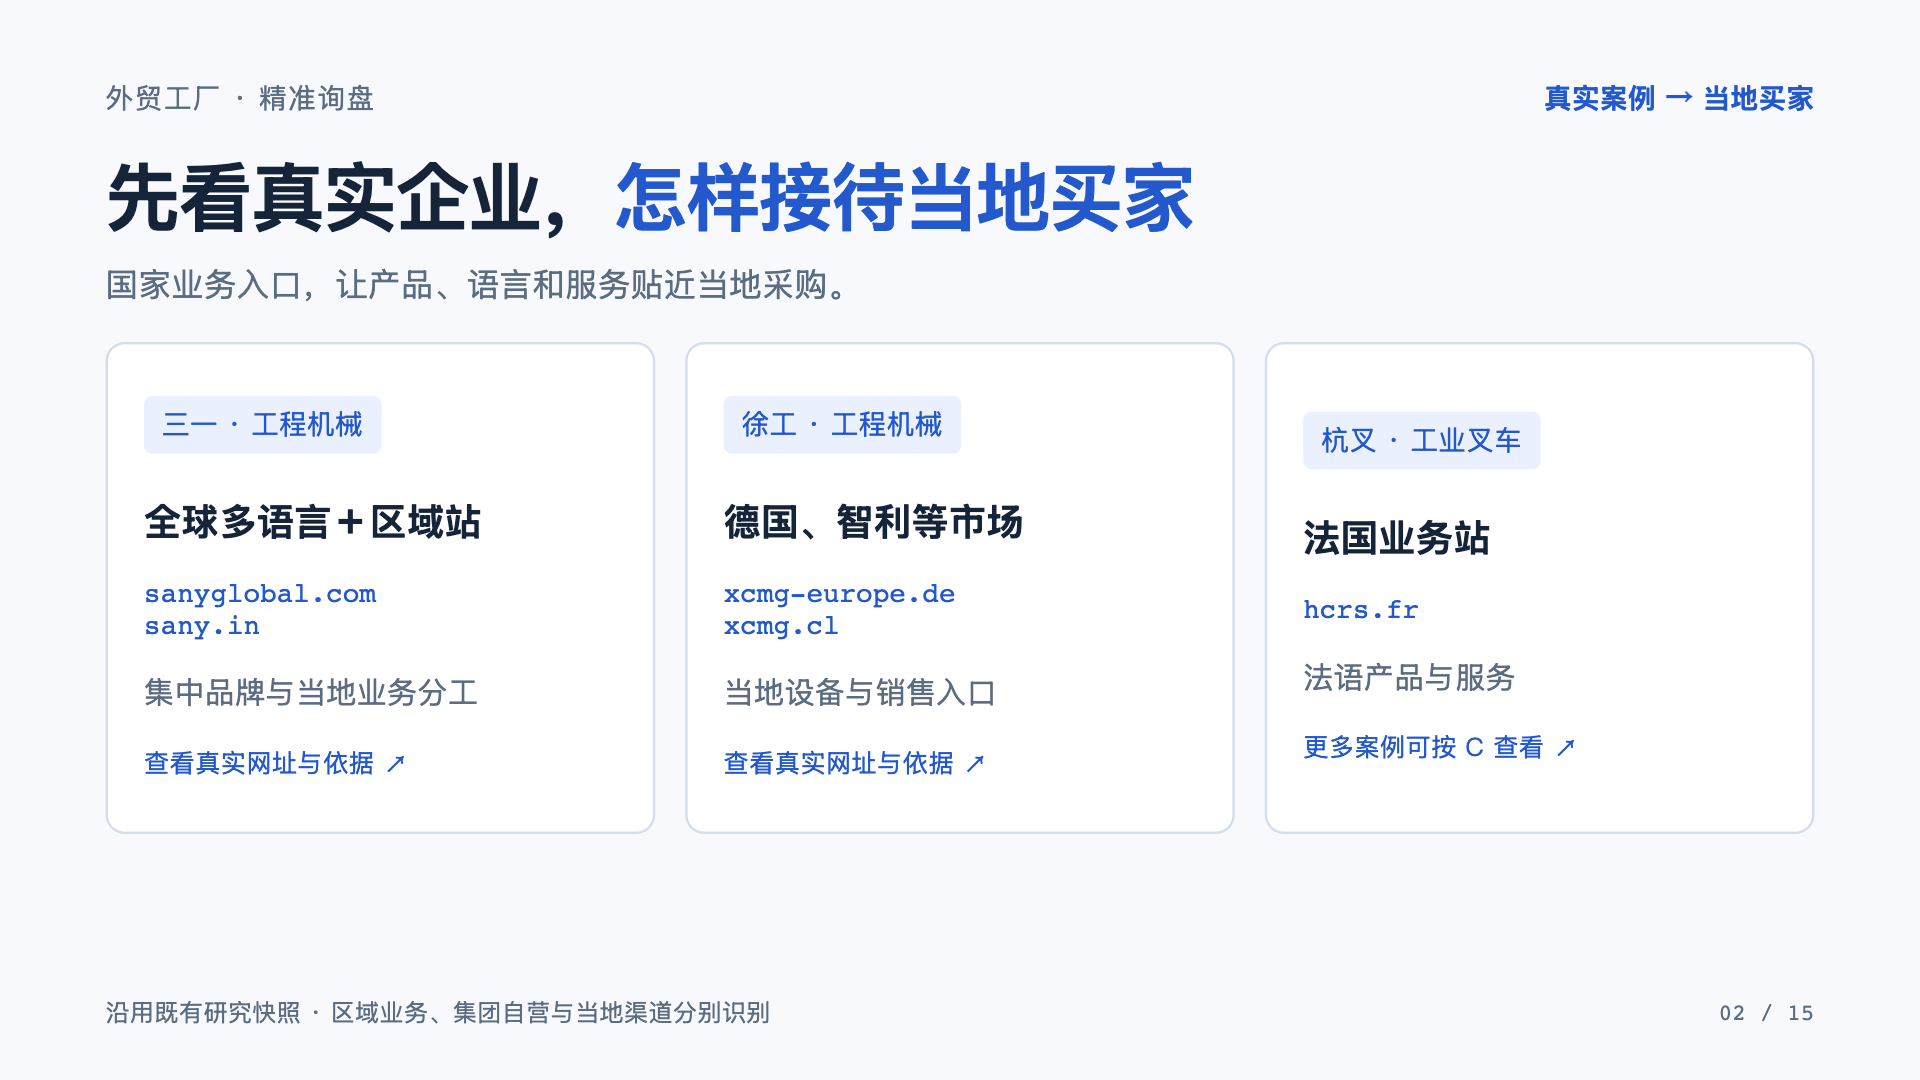 外贸工厂 · 精准询盘
真实案例 → 当地买家
先看真实企业，怎样接待当地买家
国家业务入口，让产品、语言和服务贴近当地采购。
三一 · 工程机械
全球多语言＋区域站
sanyglobal.com
sany.in
集中品牌与当地业务分工
查看真实网址与依据 ↗
徐工 · 工程机械
德国、智利等市场
xcmg-europe.de
xcmg.cl
当地设备与销售入口
查看真实网址与依据 ↗
杭叉 · 工业叉车
法国业务站
hcrs.fr
法语产品与服务
更多案例可按 C 查看 ↗
沿用既有研究快照 · 区域业务、集团自营与当地渠道分别识别
02 / 15